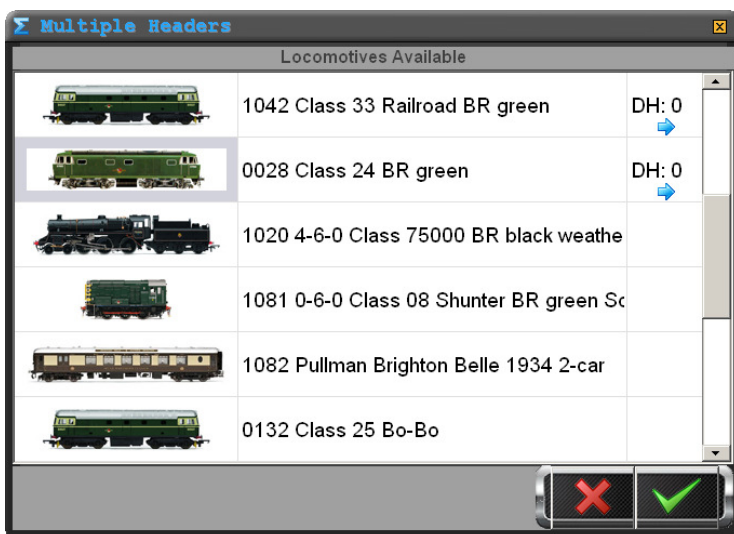 Multiple Headers
Locomotives Available
1042 Class 33 Railroad BR green DH: 0
0028 Class 24 BR green DH: 0
1020 4-6-0 Class 75000 BR black weathe
1081 0-6-0 Class 08 Shunter BR green Sc
1082 Pullman Brighton Belle 1934 2-car
0132 Class 25 Bo-Bo